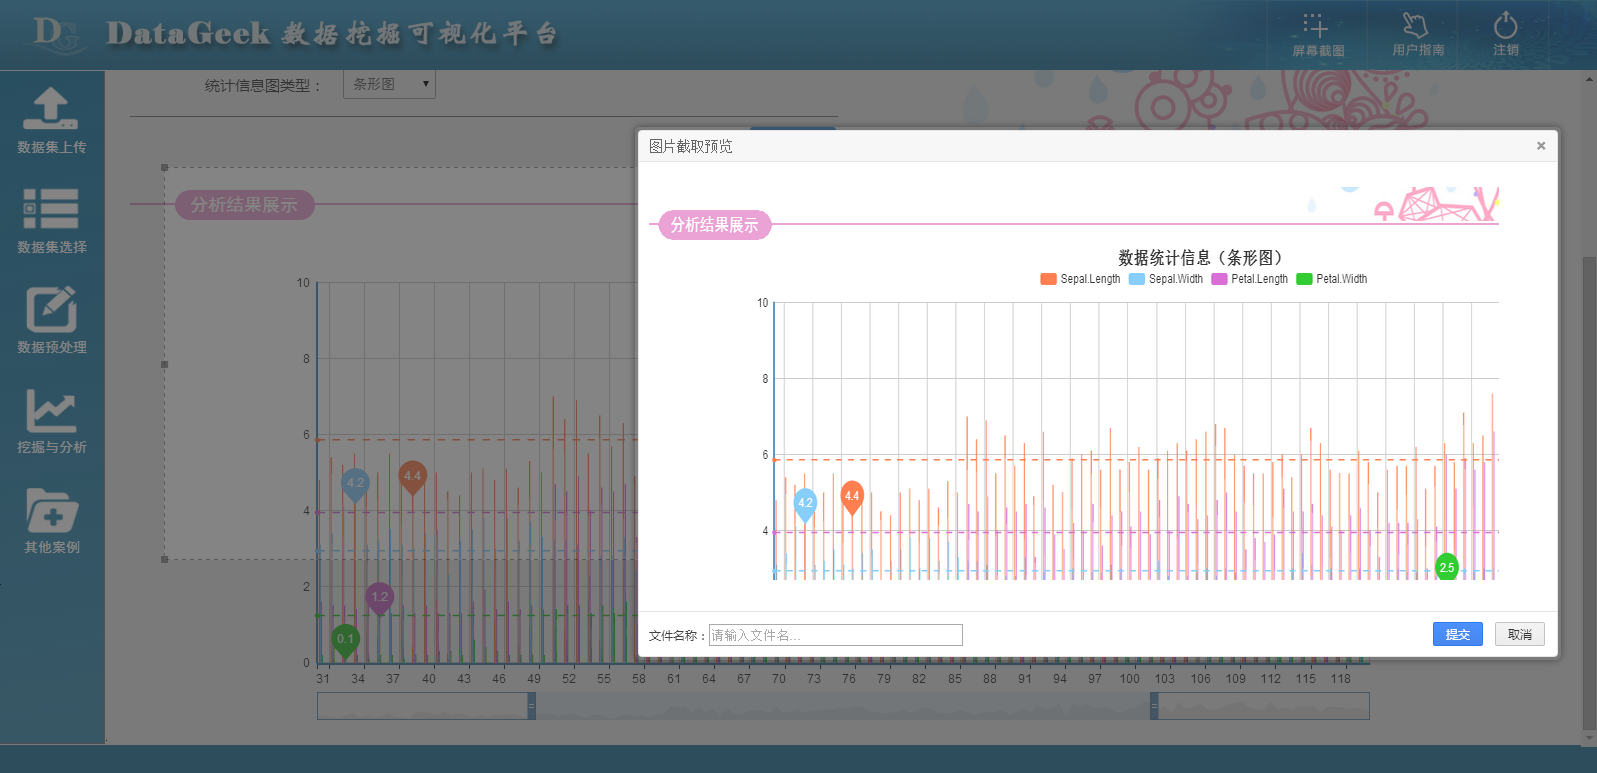 DG DataGeek 数据挖掘可视化平台
屏幕截图 用户指南 注销
数据集上传
数据集选择
数据预处理
挖掘与分析
其他案例
统计信息图类型： 条形图
分析结果展示
10
8
6
4
2
0
4.2
4.4
1.2
0.1
31 34 37 40 43 46 49 52 55 58 61 64 67 70 73 76 79 82 85 88 91 94 97 100 103 106 109 112 115 118
图片截取预览
分析结果展示
数据统计信息（条形图）
Sepal.Length Sepal.Width Petal.Length Petal.Width
10
8
6
4
4.2
4.4
2.5
文件名称： 请输入文件名...
提交 取消